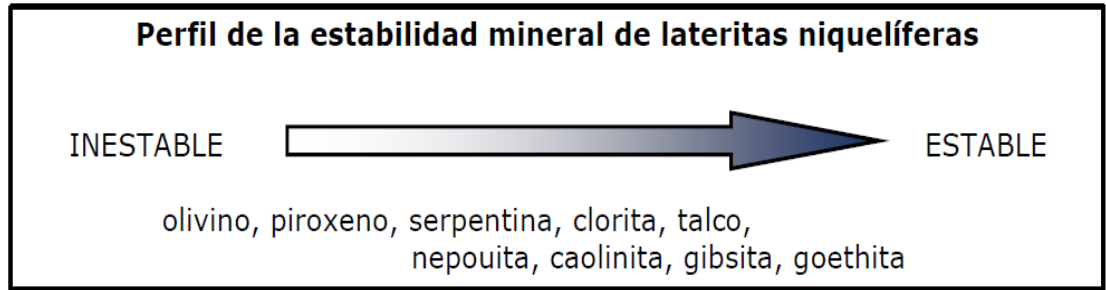 Perfil de la estabilidad mineral de lateritas niquelíferas
INESTABLE ESTABLE
olivino, piroxeno, serpentina, clorita, talco,
nepouita, caolinita, gibsita, goethita